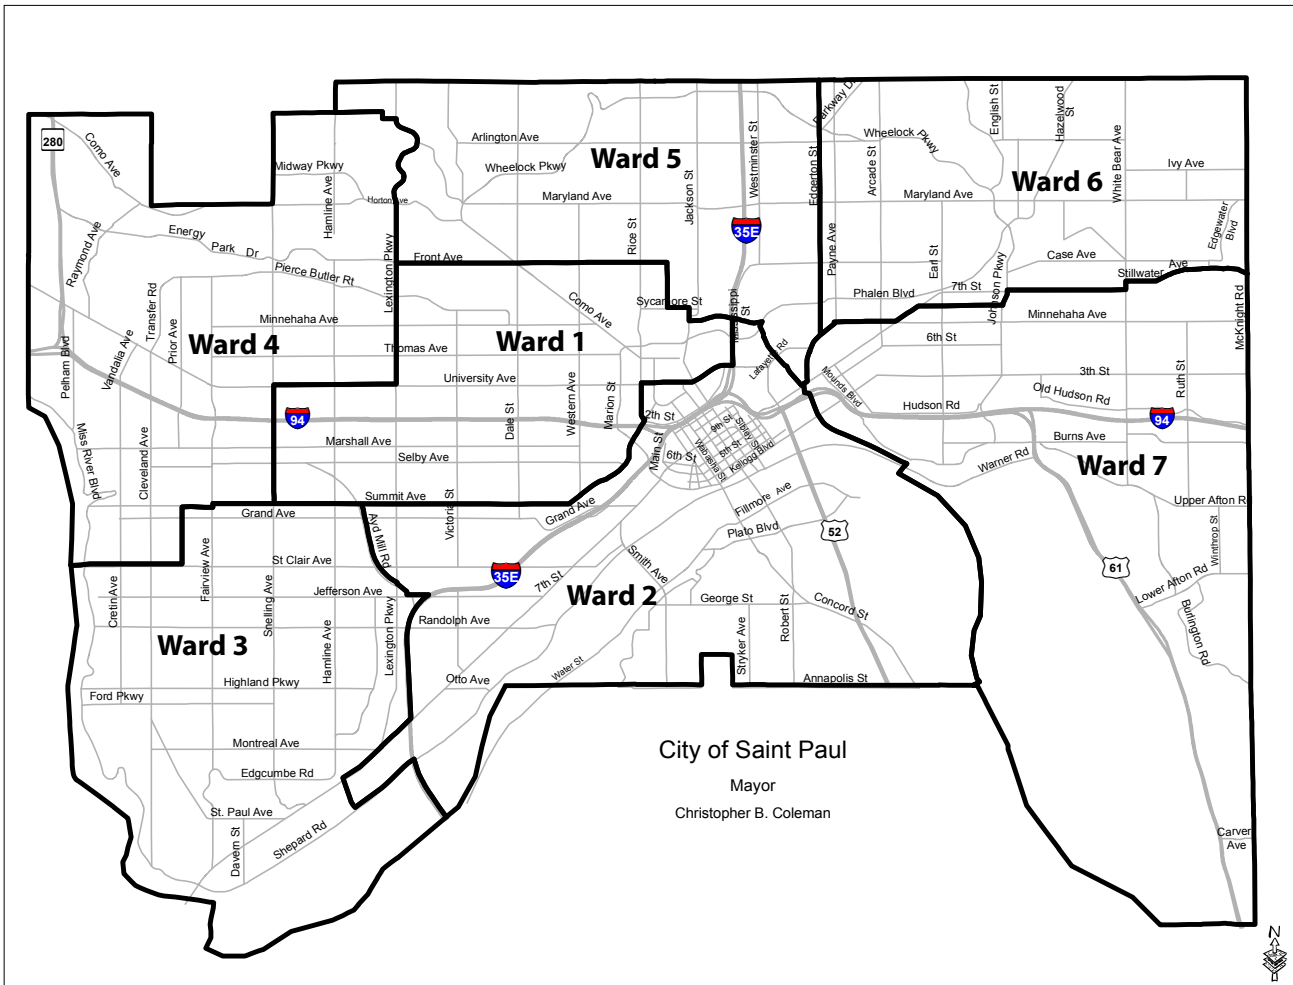 280
Como Ave
Midway Pkwy
Hamline Ave
Horton Ave
Raymond Ave
Energy
Park Dr
Pierce Butler Rt
Lexington Pkwy
Transfer Rd
Prior Ave
Minnehaha Ave
Ward 4
Thomas Ave
Pelham Blvd
Vandalia Ave
94
Miss River Blvd
Cleveland Ave
Arlington Ave
Wheelock Pkwy
Ward 5
Maryland Ave
Rice St
Jackson St
Westminster St
Edgerton St
35E
Front Ave
Como Ave
Sycamore St
Mississippi
St
Ward 1
University Ave
Dale St
Western Ave
Marion St
Marshall Ave
Selby Ave
Summit Ave
Victoria St
Parkway Dr
Wheelock Pkwy
Arcade St
English St
Hazelwood
St
White Bear Ave
Ivy Ave
Ward 6
Maryland Ave
Edgewater
Blvd
Payne Ave
Earl St
Johnson Pkwy
Case Ave
Stillwater Ave
Phalen Blvd
7th St
Minnehaha Ave
McKnight Rd
6th St
3th St
Ruth St
Old Hudson Rd
Lafayette Rd
Mounds Blvd
Hudson Rd
94
Burns Ave
Warner Rd
Ward 7
Upper Afton R
Winthrop St
61
Lower Afton Rd
Burlington Rd
Carver
Ave
2th St
Main St
6th St
9th St
Sibley St
5th St
Wabasha St
Kellogg Blvd
Grand Ave
Fillmore Ave
Plato Blvd
52
35E
7th St
Smith Ave
Ward 2
George St
Concord St
Robert St
Stryker Ave
Randolph Ave
Otto Ave
Water St
Annapolis St
Grand Ave
Ayd Mill Rd
Fairview Ave
St Clair Ave
Cretin Ave
Snelling Ave
Jefferson Ave
Ward 3
Hamline Ave
Lexington Pkwy
Highland Pkwy
Ford Pkwy
Montreal Ave
Edgcumbe Rd
St. Paul Ave
Davern St
Shepard Rd
City of Saint Paul
Mayor
Christopher B. Coleman
N